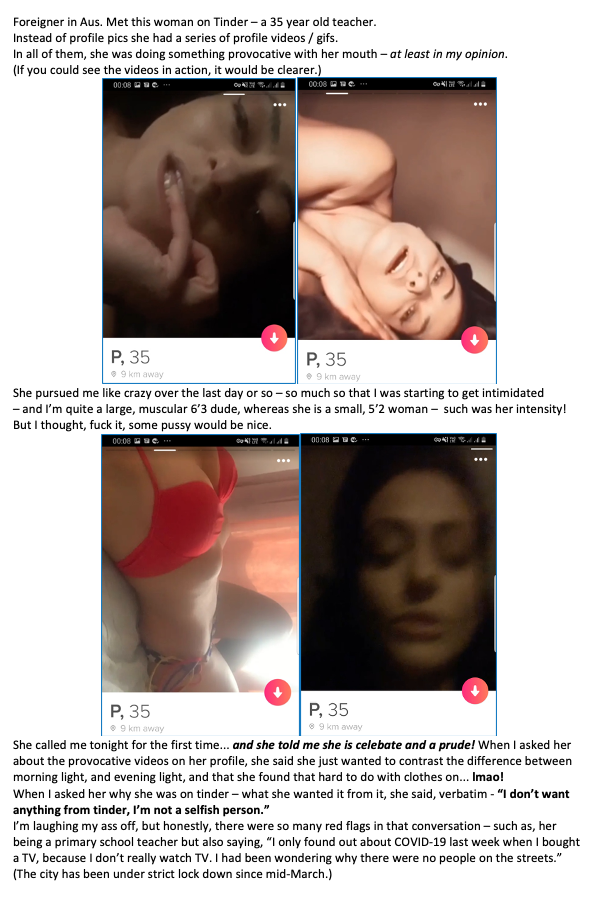 Foreigner in Aus. Met this woman on Tinder – a 35 year old teacher.
Instead of profile pics she had a series of profile videos / gifs.
In all of them, she was doing something provocative with her mouth – at least in my opinion.
(If you could see the videos in action, it would be clearer.)
00:08
00:08
P, 35
9 km away
P, 35
9 km away
She pursued me like crazy over the last day or so – so much so that I was starting to get intimidated
– and I'm quite a large, muscular 6'3 dude, whereas she is a small, 5'2 woman – such was her intensity!
But I thought, fuck it, some pussy would be nice.
00:08
00:08
P, 35
9 km away
P, 35
9 km away
She called me tonight for the first time... and she told me she is celebate and a prude! When I asked her
about the provocative videos on her profile, she said she just wanted to contrast the difference between
morning light, and evening light, and that she found that hard to do with clothes on... lmao!
When I asked her why she was on tinder – what she wanted it from it, she said, verbatim - "I don't want
anything from tinder, I'm not a selfish person."
I'm laughing my ass off, but honestly, there were so many red flags in that conversation – such as, her
being a primary school teacher but also saying, "I only found out about COVID-19 last week when I bought
a TV, because I don't really watch TV. I had been wondering why there were no people on the streets."
(The city has been under strict lock down since mid-March.)